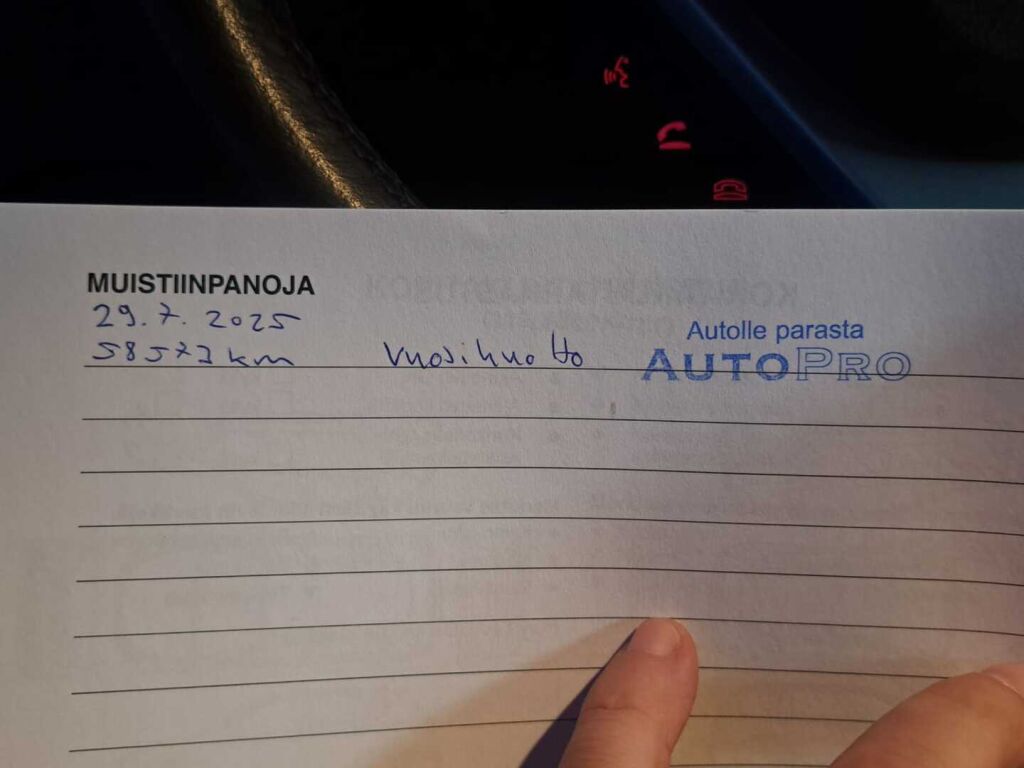 MUISTIINPANOJA
29.7. 2025
km Vuosihuolto
Autolle parasta
AUTOPRO